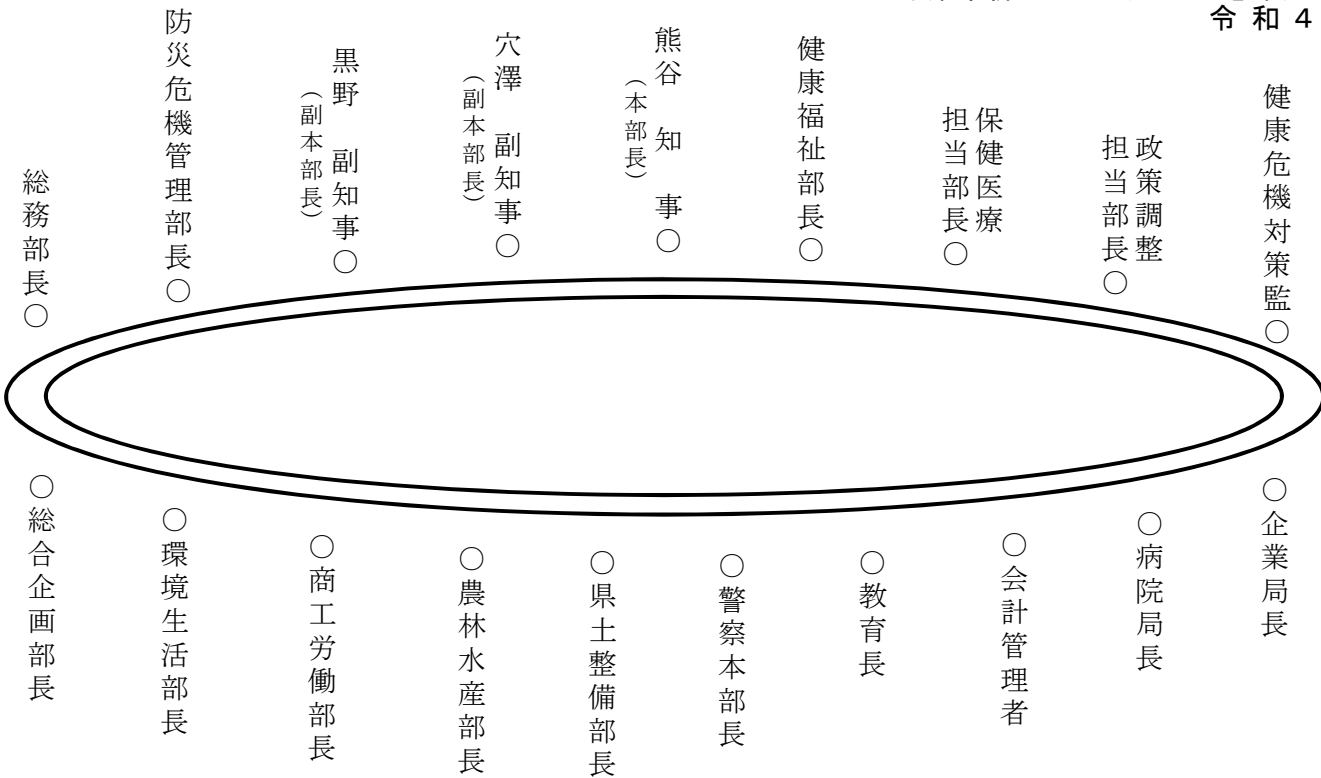 令和４
総務部長○
防災危機管理部長○
黒野　副知事○
（副本部長）
穴澤　副知事○
（副本部長）
熊谷　知　事○
（本部長）
健康福祉部長○
保健医療
担当部長○
政策調整
担当部長○
健康危機対策監○
○総合企画部長
○環境生活部長
○商工労働部長
○農林水産部長
○県土整備部長
○警察本部長
○教育長
○会計管理者
○病院局長
○企業局長